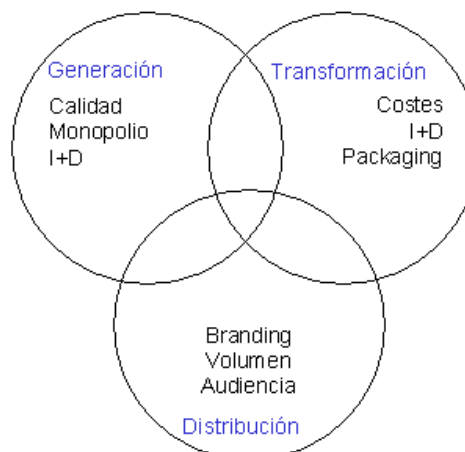 Generación
Calidad
Monopolio
I+D
Transformación
Costes
I+D
Packaging
Branding
Volumen
Audiencia
Distribución